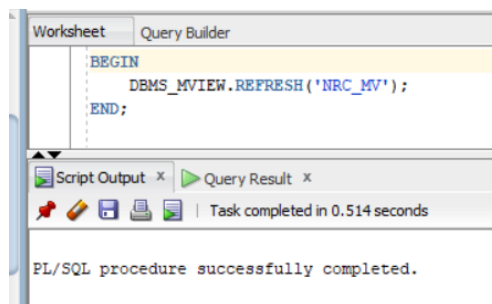 Worksheet Query Builder
BEGIN
DBMS_MVIEW.REFRESH('NRC_MV');
END;
Script Output x Query Result x
Task completed in 0.514 seconds
PL/SQL procedure successfully completed.